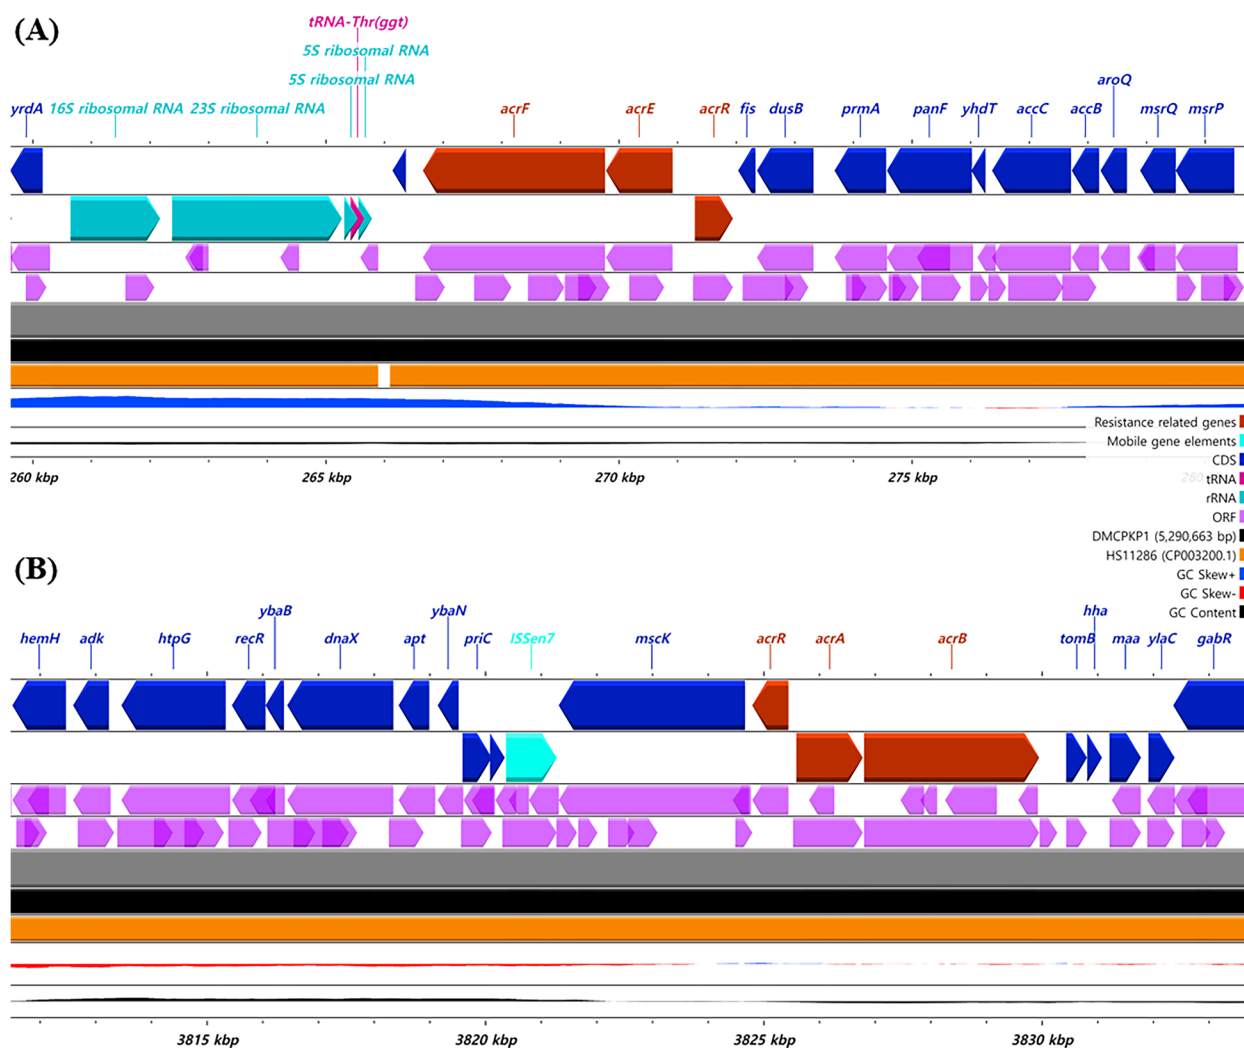 (A)
tRNA-Thr(ggt)
5S ribosomal RNA
5S ribosomal RNA
aroQ
yrdA 16S ribosomal RNA 23S ribosomal RNA acrF acrE acrR fis dusB prmA panF yhdT accC accB msrQ msrP
Resistance related genes
Mobile gene elements
CDS
260 kbp 265 kbp 270 kbp 275 kbp 280
tRNA
rRNA
ORF
DMCPKP1 (5,290,663 bp)
HS11286 (CP003200.1)
GC Skew+
GC Skew-
GC Content
(B)
ybaB ybaN hha
hemH adk htpG recR dnaX apt priC ISSen7 mscK acrR acrA acrB tomB maa ylaC gabR
3815 kbp 3820 kbp 3825 kbp 3830 kbp